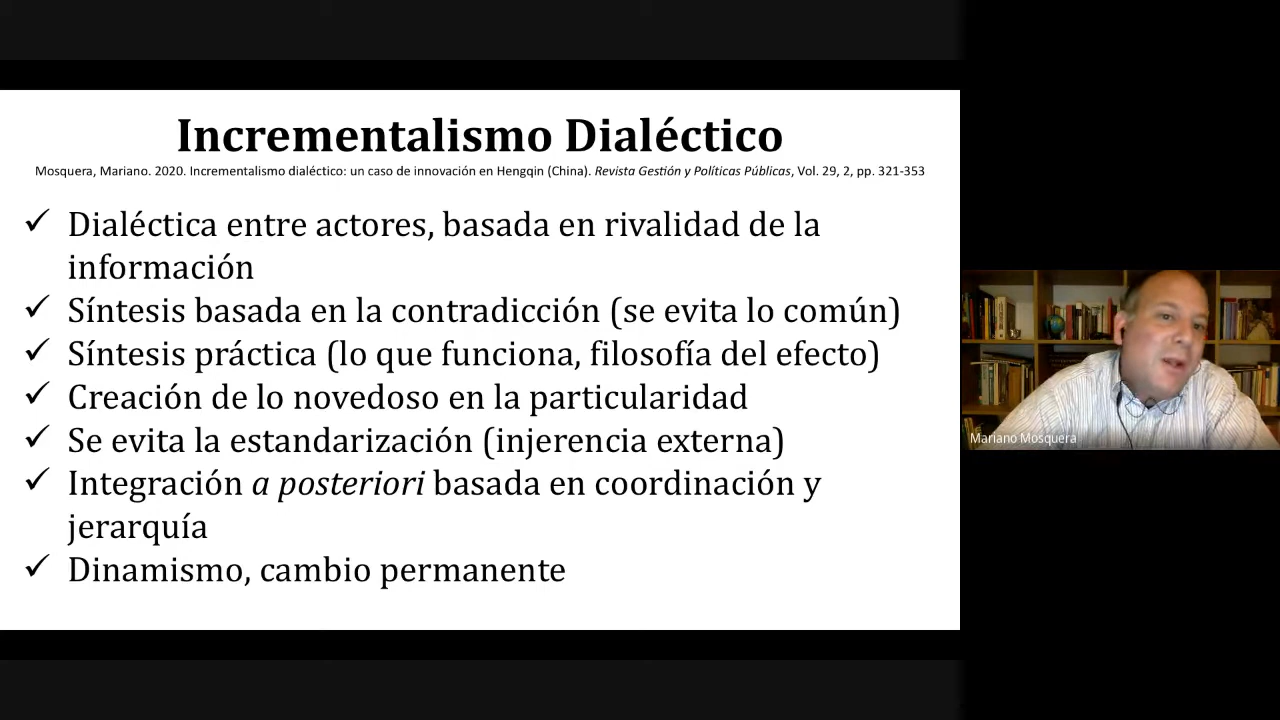 Incrementalismo Dialéctico
Mosquera, Mariano. 2020. Incrementalismo dialéctico: un caso de innovación en Hengqin (China). Revista Gestión y Políticas Públicas, Vol. 29, 2, pp. 321-353
✓ Dialéctica entre actores, basada en rivalidad de la
información
✓ Síntesis basada en la contradicción (se evita lo común)
✓ Síntesis práctica (lo que funciona, filosofía del efecto)
✓ Creación de lo novedoso en la particularidad
✓ Se evita la estandarización (injerencia externa)
✓ Integración a posteriori basada en coordinación y
jerarquía
✓ Dinamismo, cambio permanente
Mariano Mosquera